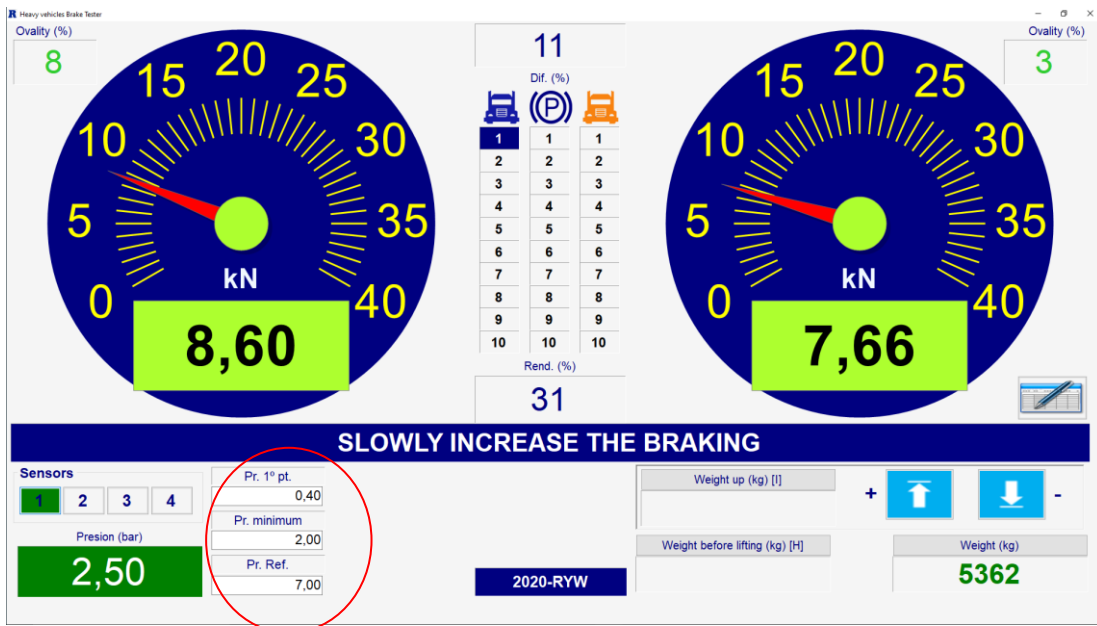 R Heavy vehicles Brake Tester
Ovality (%)
8
0
5
10
15
20
25
30
35
40
kN
8,60
11
Dif. (%)
P
1 1 1
2 2 2
3 3 3
4 4 4
5 5 5
6 6 6
7 7 7
8 8 8
9 9 9
10 10 10
Rend. (%)
31
Ovality (%)
3
0
5
10
15
20
25
30
35
40
kN
7,66
SLOWLY INCREASE THE BRAKING
Sensors
1 2 3 4
Presion (bar)
2,50
Pr. 1º pt.
0,40
Pr. minimum
2,00
Pr. Ref.
7,00
2020-RYW
Weight up (kg) [I]
+ -
Weight before lifting (kg) [H]
Weight (kg)
5362